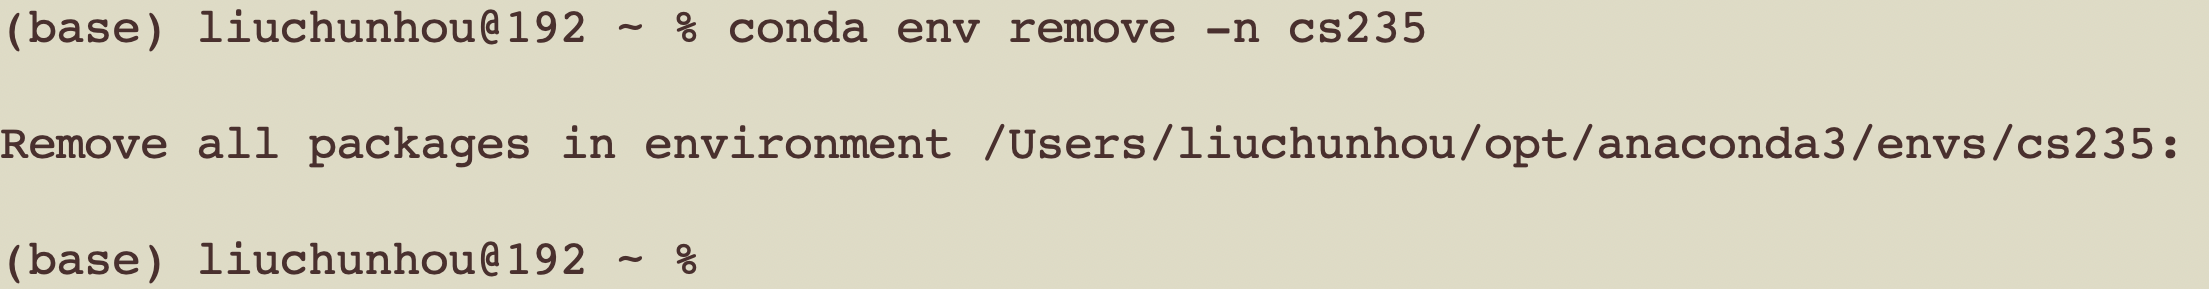 (base) liuchunhou@192 ~ % conda env remove -n cs235
Remove all packages in environment /Users/liuchunhou/opt/anaconda3/envs/cs235:
(base) liuchunhou@192 ~ %